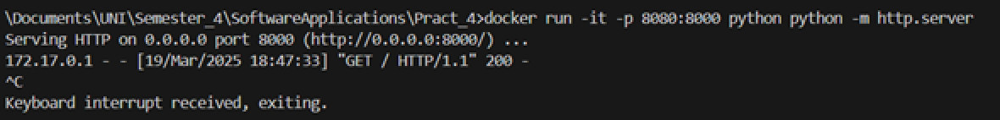 \Documents\UNI\Semester_4\SoftwareApplications\Pract_4>docker run -it -p 8080:8000 python python -m http.server
Serving HTTP on 0.0.0.0 port 8000 (http://0.0.0.0:8000/) ...
172.17.0.1 - - [19/Mar/2025 18:47:33] "GET / HTTP/1.1" 200 -
^C
Keyboard interrupt received, exiting.